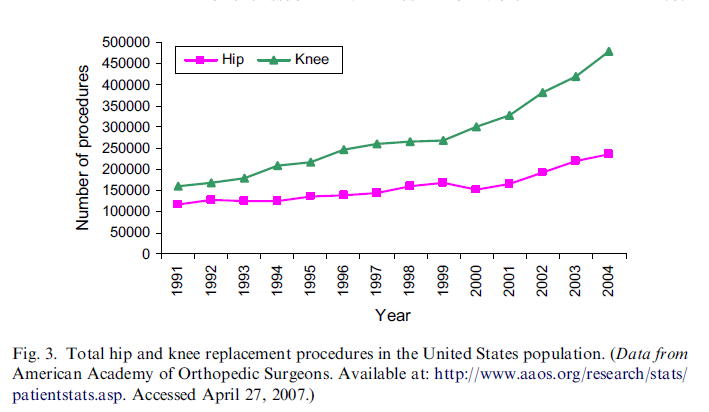 500000
450000
400000
350000
300000
250000
200000
150000
100000
50000
0
Number of procedures
Hip Knee
1991 1992 1993 1994 1995 1996 1997 1998 1999 2000 2001 2002 2003 2004
Year
Fig. 3. Total hip and knee replacement procedures in the United States population. (Data from
American Academy of Orthopedic Surgeons. Available at: http://www.aaos.org/research/stats/
patientstats.asp. Accessed April 27, 2007.)